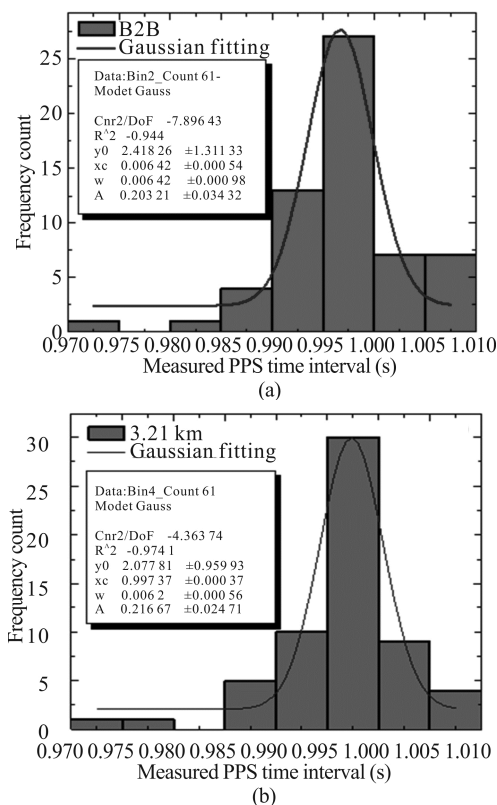 B2B
Gaussian fitting
Data:Bin2_Count 61-
Modet Gauss
Cnr2/DoF -7.896 43
R^2 -0.944
y0 2.418 26 ±1.311 33
xc 0.006 42 ±0.000 54
w 0.006 42 ±0.000 98
A 0.203 21 ±0.034 32
Frequency count
25
20
15
10
5
0
0.970 0.975 0.980 0.985 0.990 0.995 1.000 1.005 1.010
Measured PPS time interval (s)
(a)
3.21 km
Gaussian fitting
Data:Bin4_Count 61
Modet Gauss
Cnr2/DoF -4.363 74
R^2 -0.974 1
y0 2.077 81 ±0.959 93
xc 0.997 37 ±0.000 37
w 0.006 2 ±0.000 56
A 0.216 67 ±0.024 71
Frequency count
30
25
20
10
5
0
0.970 0.975 0.980 0.985 0.990 0.995 1.000 1.005 1.010
Measured PPS time interval (s)
(b)